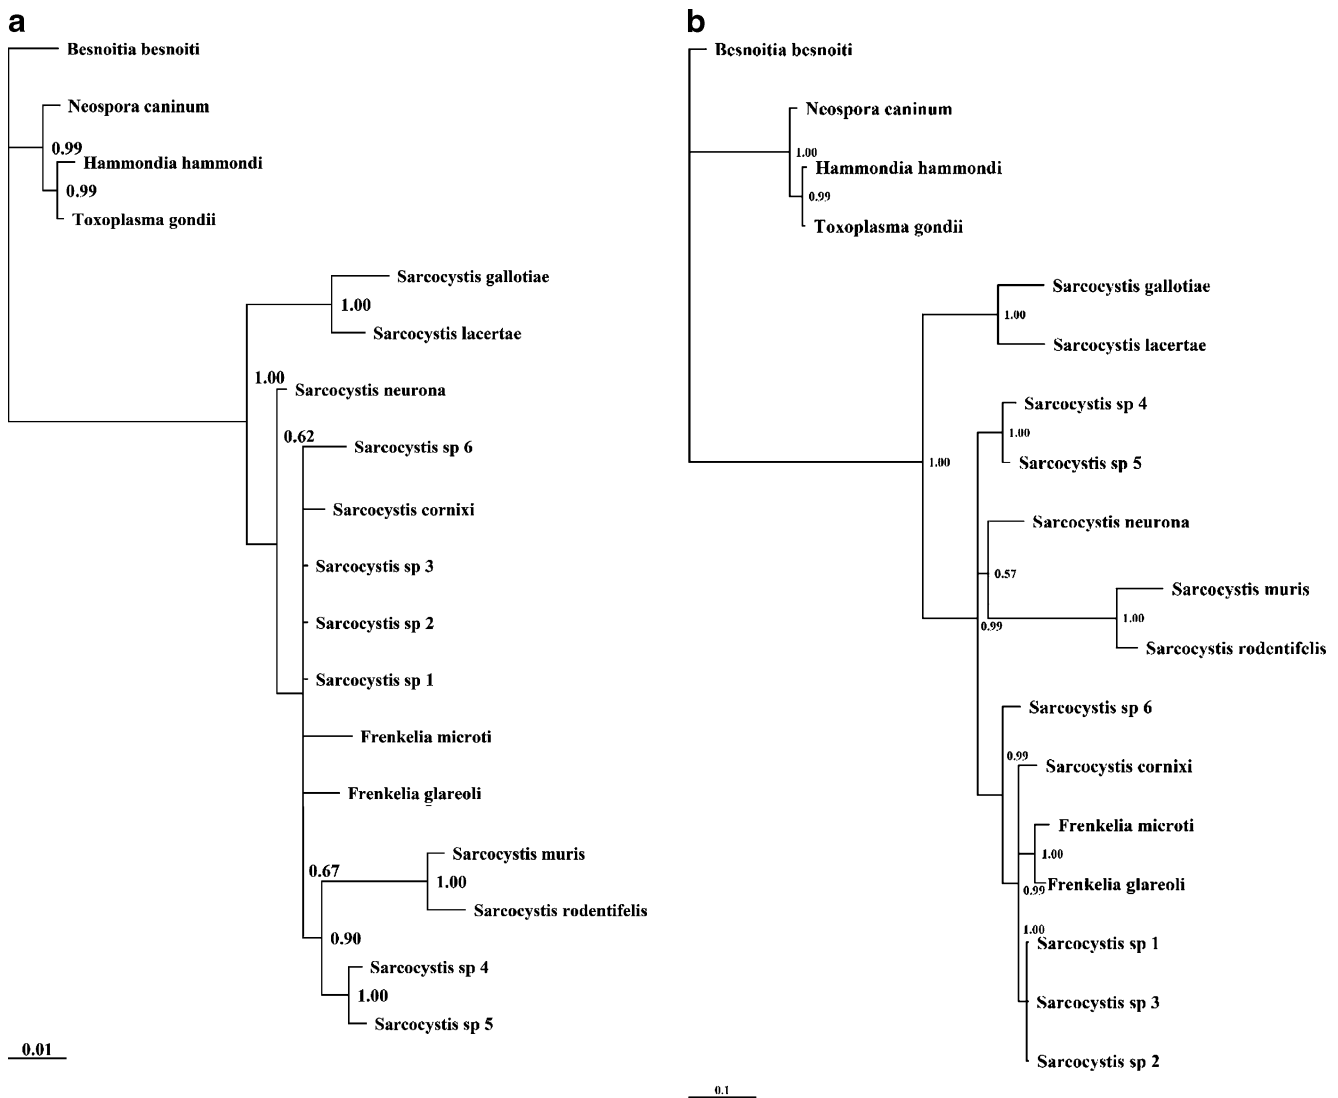 a
Besnoitia besnoiti
Neospora caninum
0.99
Hammondia hammondi
0.99
Toxoplasma gondii
Sarcocystis gallotiae
1.00
Sarcocystis lacertae
1.00
Sarcocystis neurona
0.62
Sarcocystis sp 6
Sarcocystis cornixi
Sarcocystis sp 3
Sarcocystis sp 2
Sarcocystis sp 1
Frenkelia microti
Frenkelia glareoli
Sarcocystis muris
0.67
1.00
Sarcocystis rodentifelis
0.90
Sarcocystis sp 4
1.00
Sarcocystis sp 5
0.01
b
Besnoitia besnoiti
Neospora caninum
1.00
Hammondia hammondi
0.99
Toxoplasma gondii
Sarcocystis gallotiae
1.00
Sarcocystis lacertae
Sarcocystis sp 4
1.00
Sarcocystis sp 5
1.00
Sarcocystis neurona
0.57
Sarcocystis muris
1.00
0.99
Sarcocystis rodentifelis
Sarcocystis sp 6
0.99
Sarcocystis cornixi
Frenkelia microti
1.00
Frenkelia glareoli
0.99
1.00
Sarcocystis sp 1
Sarcocystis sp 3
Sarcocystis sp 2
0.1